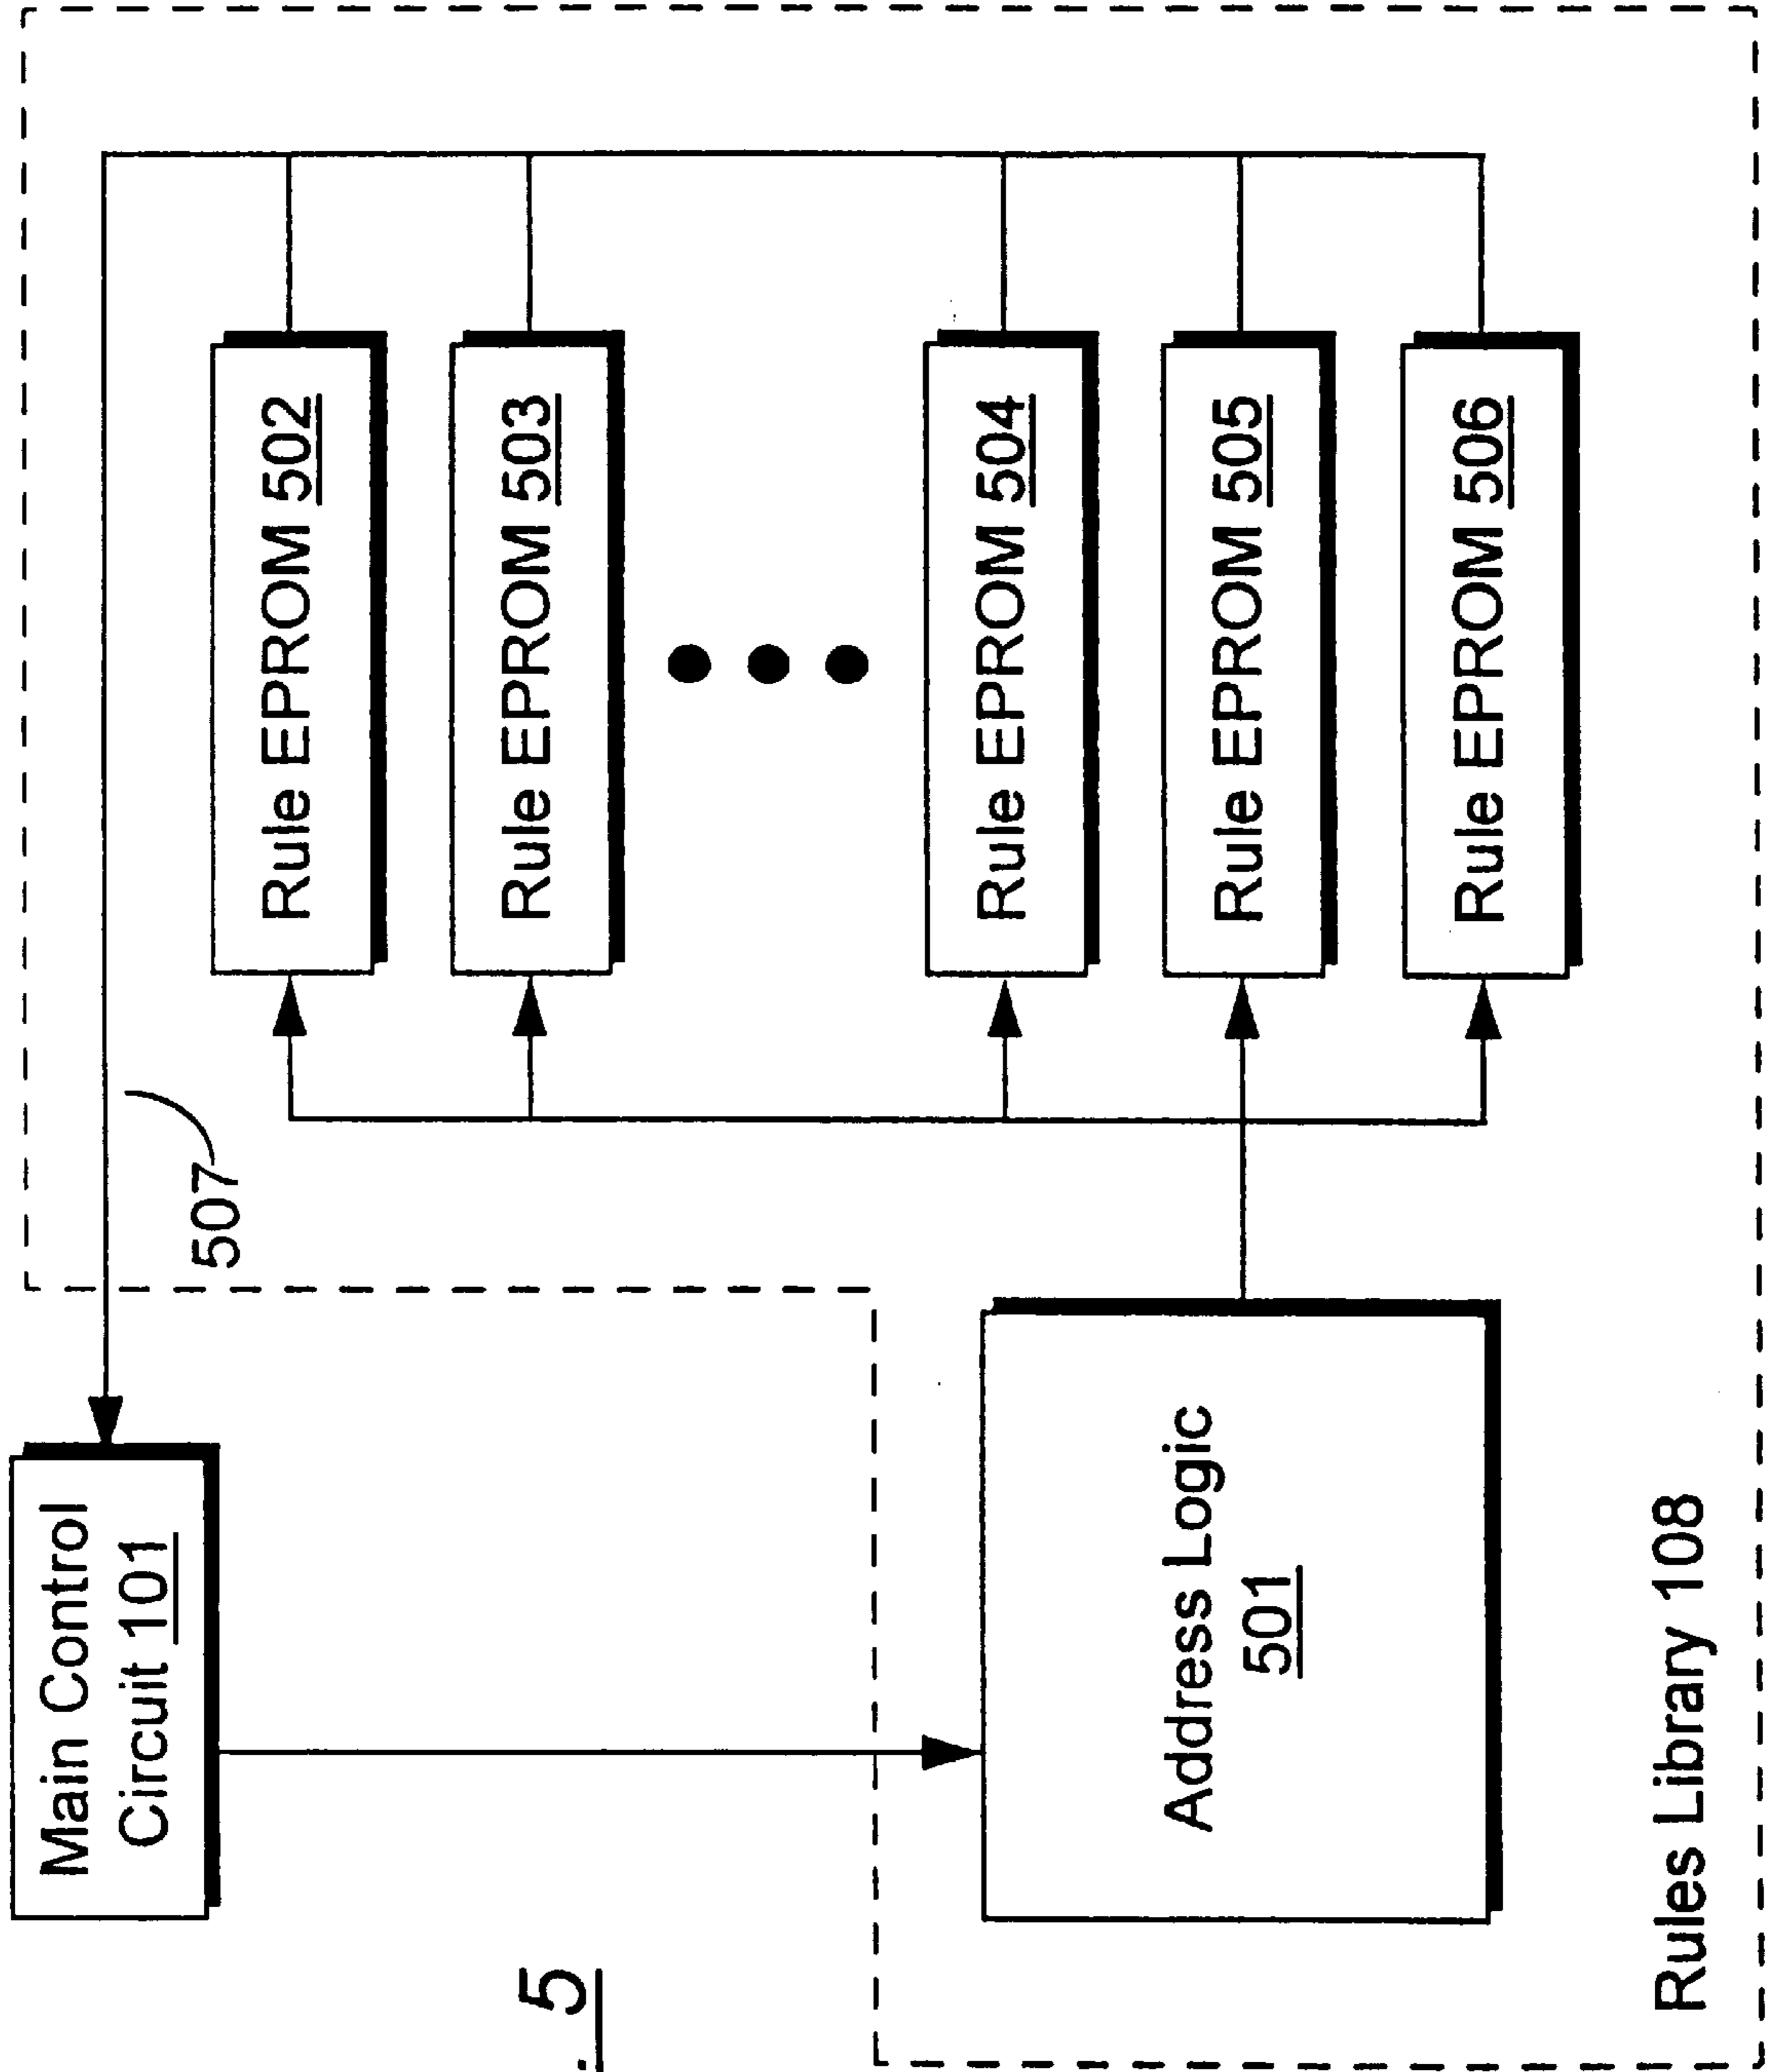 Main Control
Circuit 101
507
Rule EPROM 502
Rule EPROM 503
Rule EPROM 504
Rule EPROM 505
Rule EPROM 506
Address Logic
501
Rules Library 108
. 5